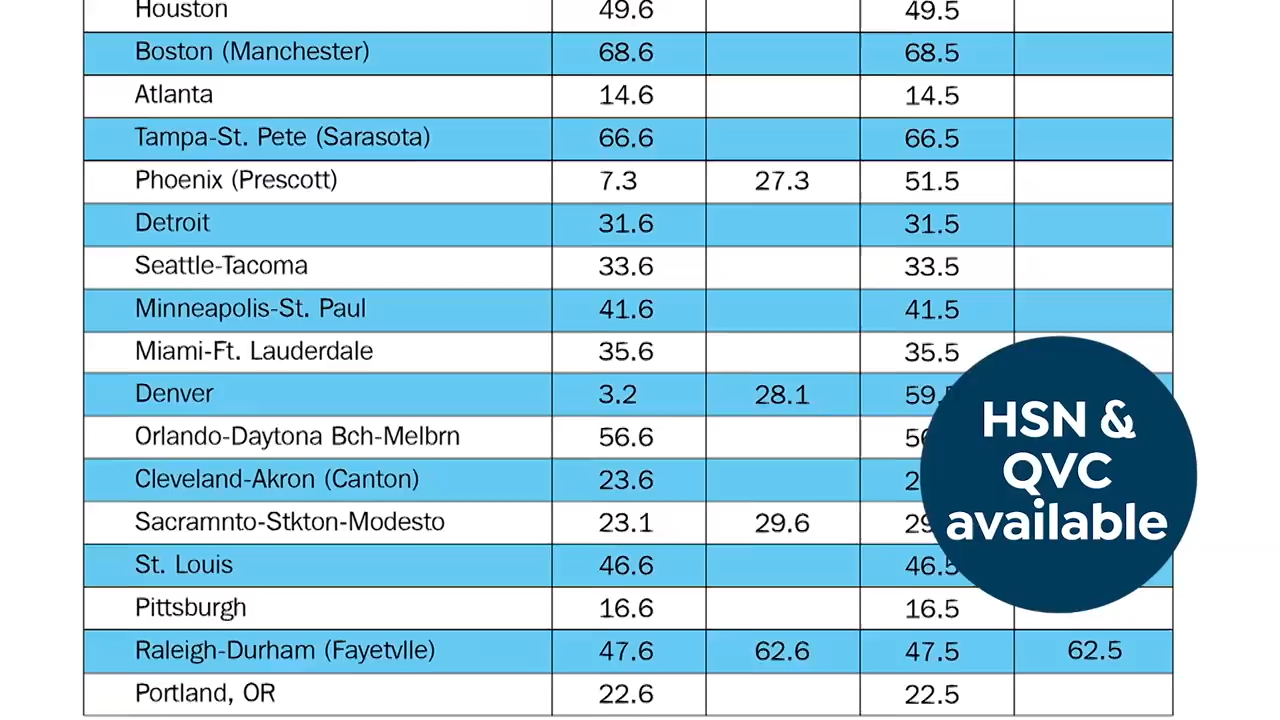 Houston 49.6 49.5
Boston (Manchester) 68.6 68.5
Atlanta 14.6 14.5
Tampa-St. Pete (Sarasota) 66.6 66.5
Phoenix (Prescott) 7.3 27.3 51.5
Detroit 31.6 31.5
Seattle-Tacoma 33.6 33.5
Minneapolis-St. Paul 41.6 41.5
Miami-Ft. Lauderdale 35.6 35.5
Denver 3.2 28.1
Orlando-Daytona Bch-Melbrn 56.6
Cleveland-Akron (Canton) 23.6
Sacramnto-Stkton-Modesto 23.1 29.6
St. Louis 46.6 46.5
Pittsburgh 16.6 16.5
Raleigh-Durham (Fayetvlle) 47.6 62.6 47.5 62.5
Portland, OR 22.6 22.5
HSN &
QVC
available